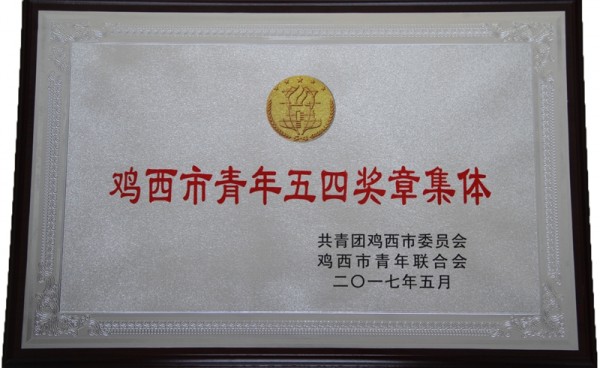 鸡西市青年五四奖章集体
共青团鸡西市委员会
鸡西市青年联合会
二〇一七年五月